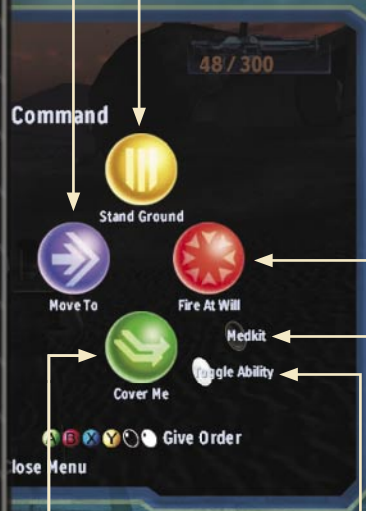 48/300
Command
Stand Ground
Move To
Fire At Will
Medkit
Toggle Ability
Cover Me
A B X Y Give Order
lose Menu